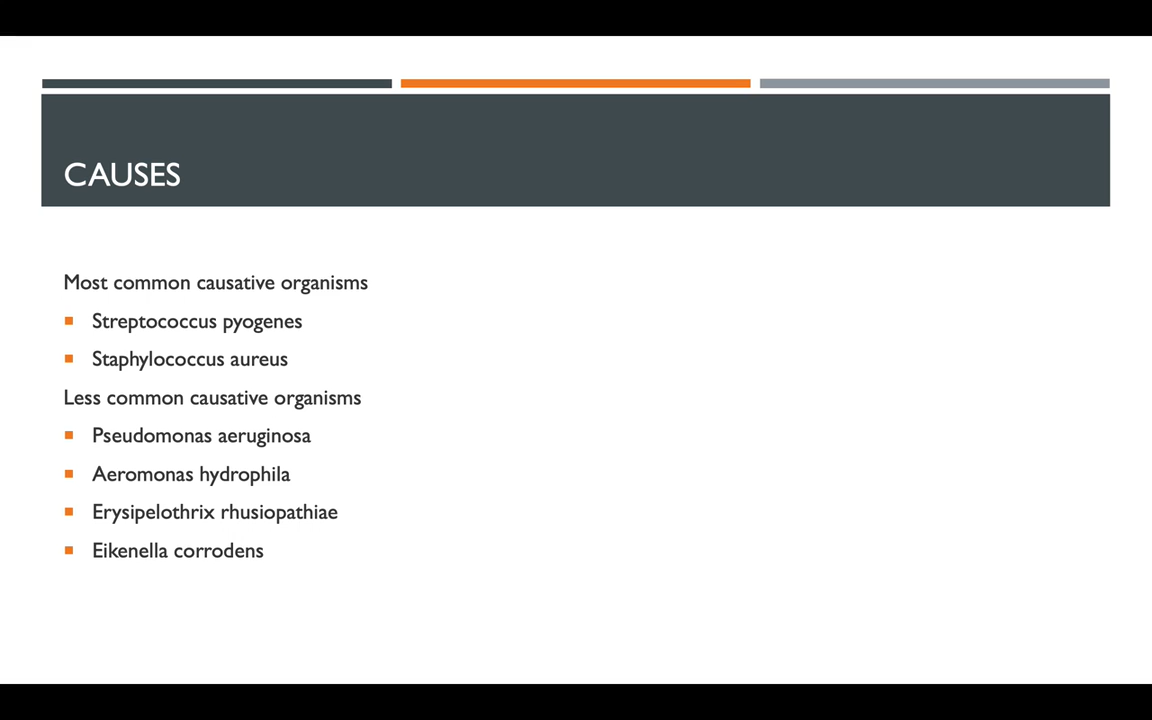 CAUSES
Most common causative organisms
Streptococcus pyogenes
Staphylococcus aureus
Less common causative organisms
Pseudomonas aeruginosa
Aeromonas hydrophila
Erysipelothrix rhusiopathiae
Eikenella corrodens